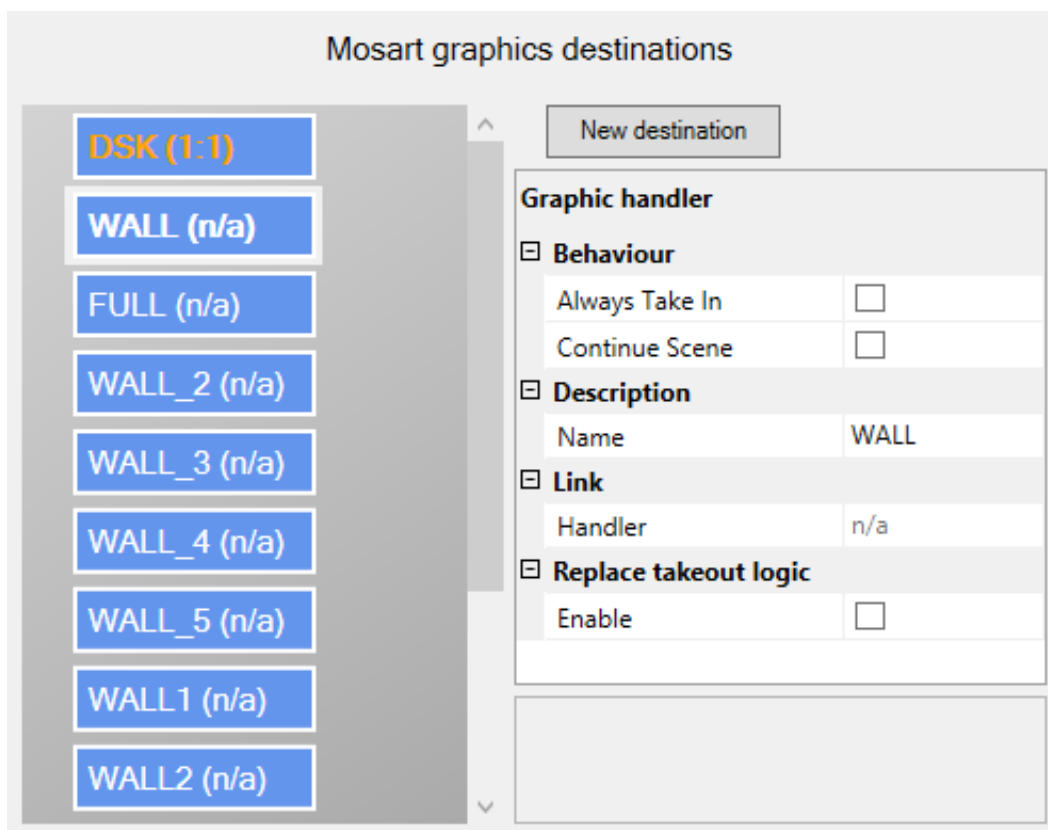 Mosart graphics destinations
DSK (1:1)
WALL (n/a)
FULL (n/a)
WALL_2 (n/a)
WALL_3 (n/a)
WALL_4 (n/a)
WALL_5 (n/a)
WALL1 (n/a)
WALL2 (n/a)
New destination
Graphic handler
Behaviour
Always Take In
Continue Scene
Description
Name WALL
Link
Handler n/a
Replace takeout logic
Enable